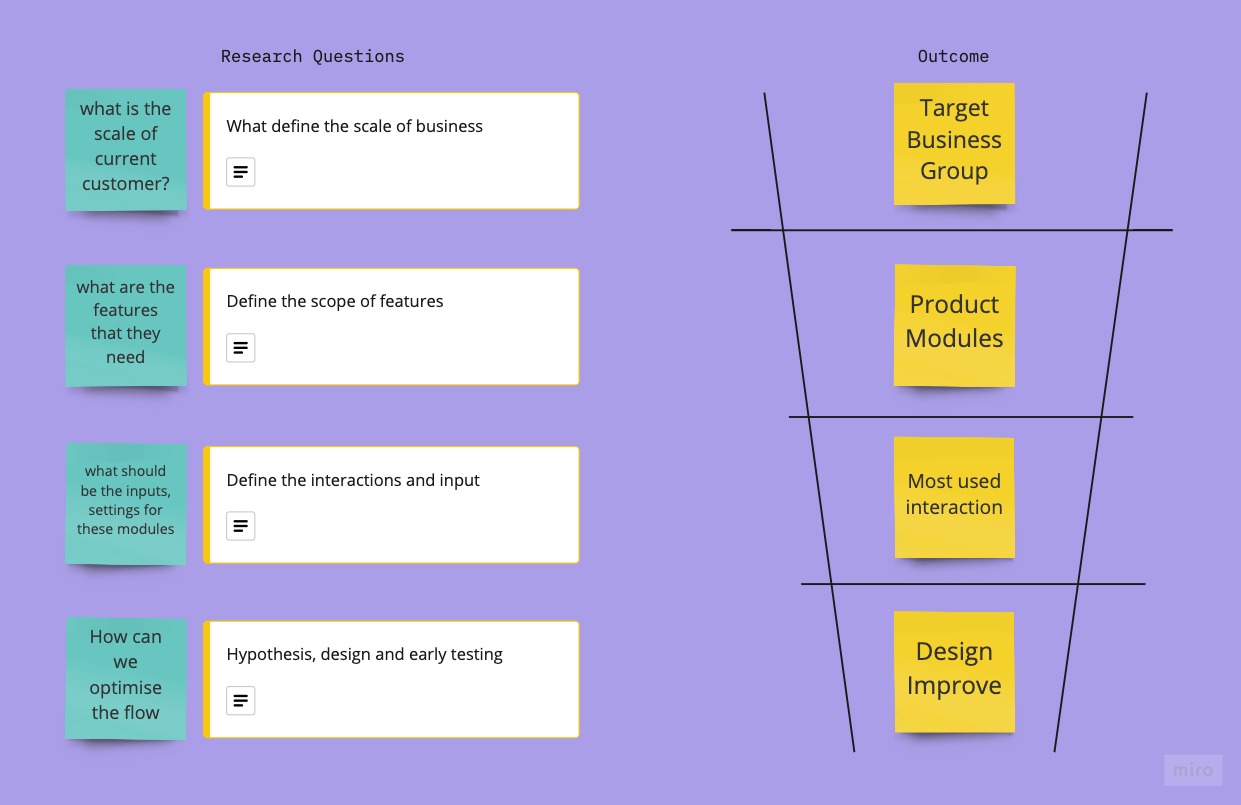 Research Questions
Outcome
what is the
scale of
current
customer?
What define the scale of business
Target
Business
Group
what are the
features
that they
need
Define the scope of features
Product
Modules
what should
be the inputs,
settings for
these modules
Define the interactions and input
Most used
interaction
How can
we
optimise
the flow
Hypothesis, design and early testing
Design
Improve
miro